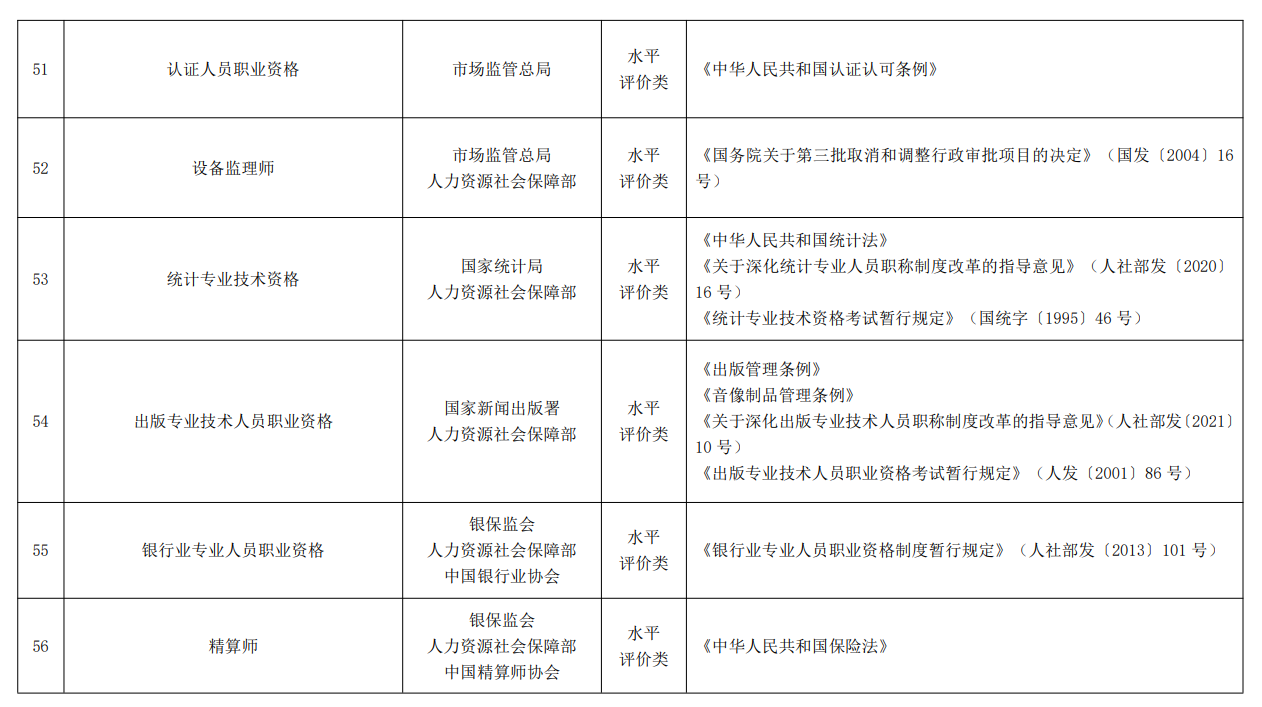 51
认证人员职业资格
市场监管总局
水平
评价类
《中华人民共和国认证认可条例》
52
设备监理师
市场监管总局
人力资源社会保障部
水平
评价类
《国务院关于第三批取消和调整行政审批项目的决定》（国发〔2004〕16
号）
53
统计专业技术资格
国家统计局
人力资源社会保障部
水平
评价类
《中华人民共和国统计法》
《关于深化统计专业人员职称制度改革的指导意见》（人社部发〔2020〕
16 号）
《统计专业技术资格考试暂行规定》（国统字〔1995〕46 号）
54
出版专业技术人员职业资格
国家新闻出版署
人力资源社会保障部
水平
评价类
《出版管理条例》
《音像制品管理条例》
《关于深化出版专业技术人员职称制度改革的指导意见》（人社部发〔2021〕
10 号）
《出版专业技术人员职业资格考试暂行规定》（人发〔2001〕86 号）
55
银行业专业人员职业资格
银保监会
人力资源社会保障部
中国银行业协会
水平
评价类
《银行业专业人员职业资格制度暂行规定》（人社部发〔2013〕101 号）
56
精算师
银保监会
人力资源社会保障部
中国精算师协会
水平
评价类
《中华人民共和国保险法》